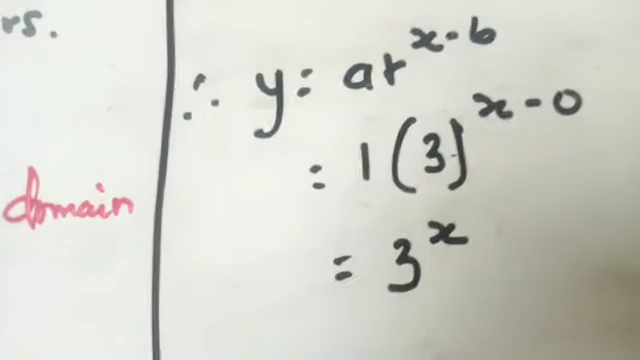 rs.
domain
∴ y = ar^(x-b)
= 1(3)^(x-0)
= 3^x